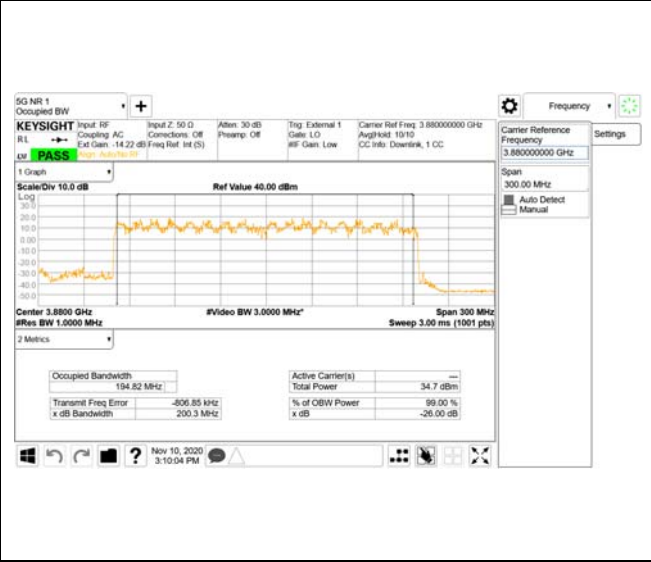 5G NR 1
Occupied BW
Frequency
KEYSIGHT
Input: RF
Input Z: 50 Ω
Atten: 30 dB
Trig: External 1
Carrier Ref Freq: 3.880000000 GHz
R L
Coupling: AC
Corrections: Off
Preamp: Off
Gate: LO
Avg|Hold: 10/10
Ext Gain: -14.22 dB
Freq Ref: Int (S)
#IF Gain: Low
CC Info: Downlink, 1 CC
PASS
Align: Auto/No RF
Carrier Reference
Frequency
3.880000000 GHz
Settings
Span
300.00 MHz
Auto Detect
Manual
1 Graph
Scale/Div 10.0 dB
Ref Value 40.00 dBm
Log
30.0
20.0
10.0
0.00
-10.0
-20.0
-30.0
-40.0
-50.0
Center 3.8800 GHz
#Video BW 3.0000 MHz*
Span 300 MHz
#Res BW 1.0000 MHz
Sweep 3.00 ms (1001 pts)
2 Metrics
Occupied Bandwidth
194.82 MHz
Active Carrier(s)
---
Total Power
34.7 dBm
Transmit Freq Error
-806.85 kHz
% of OBW Power
99.00 %
x dB Bandwidth
200.3 MHz
x dB
-26.00 dB
?
Nov 10, 2020
3:10:04 PM